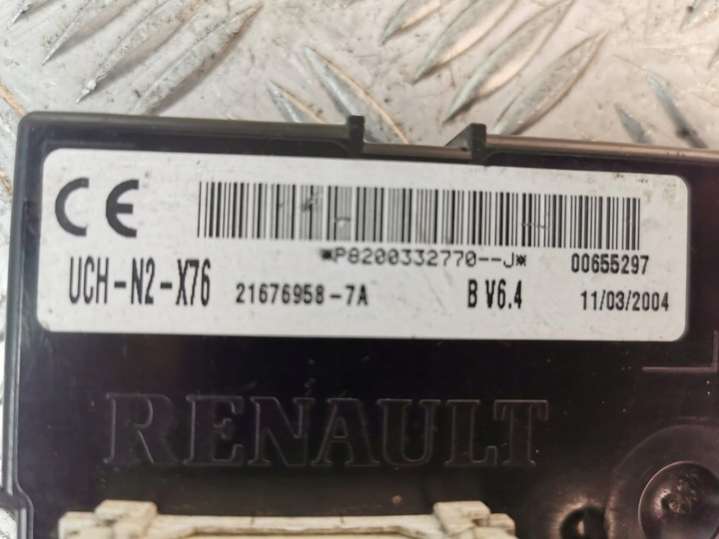 CE
*P8200332770--J* 00655297
UCH-N2-X76 21676958-7A B V6.4 11/03/2004
RENAULT